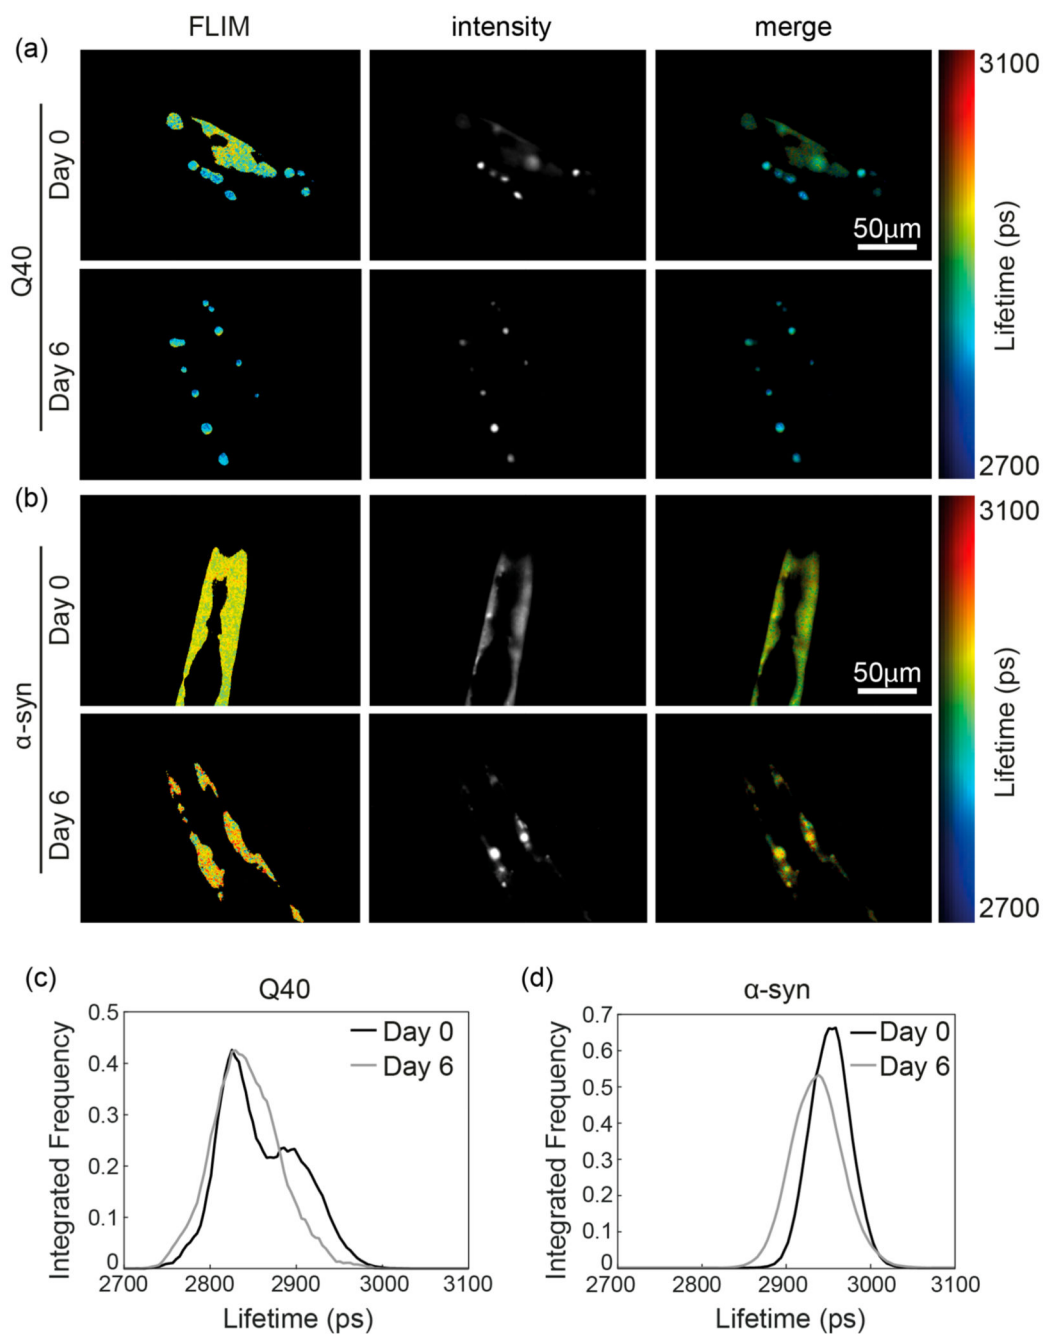 FLIM intensity merge
(a)
3100
Day 0
Q40
50µm
Lifetime (ps)
Day 6
2700
(b)
3100
Day 0
α-syn
50µm
Lifetime (ps)
Day 6
2700
(c)
Q40
Integrated Frequency
0.5
0.4
0.3
0.2
0.1
0
Day 0
Day 6
2700 2800 2900 3000 3100
Lifetime (ps)
(d)
α-syn
Integrated Frequency
0.7
0.6
0.5
0.4
0.3
0.2
0.1
0
Day 0
Day 6
2700 2800 2900 3000 3100
Lifetime (ps)